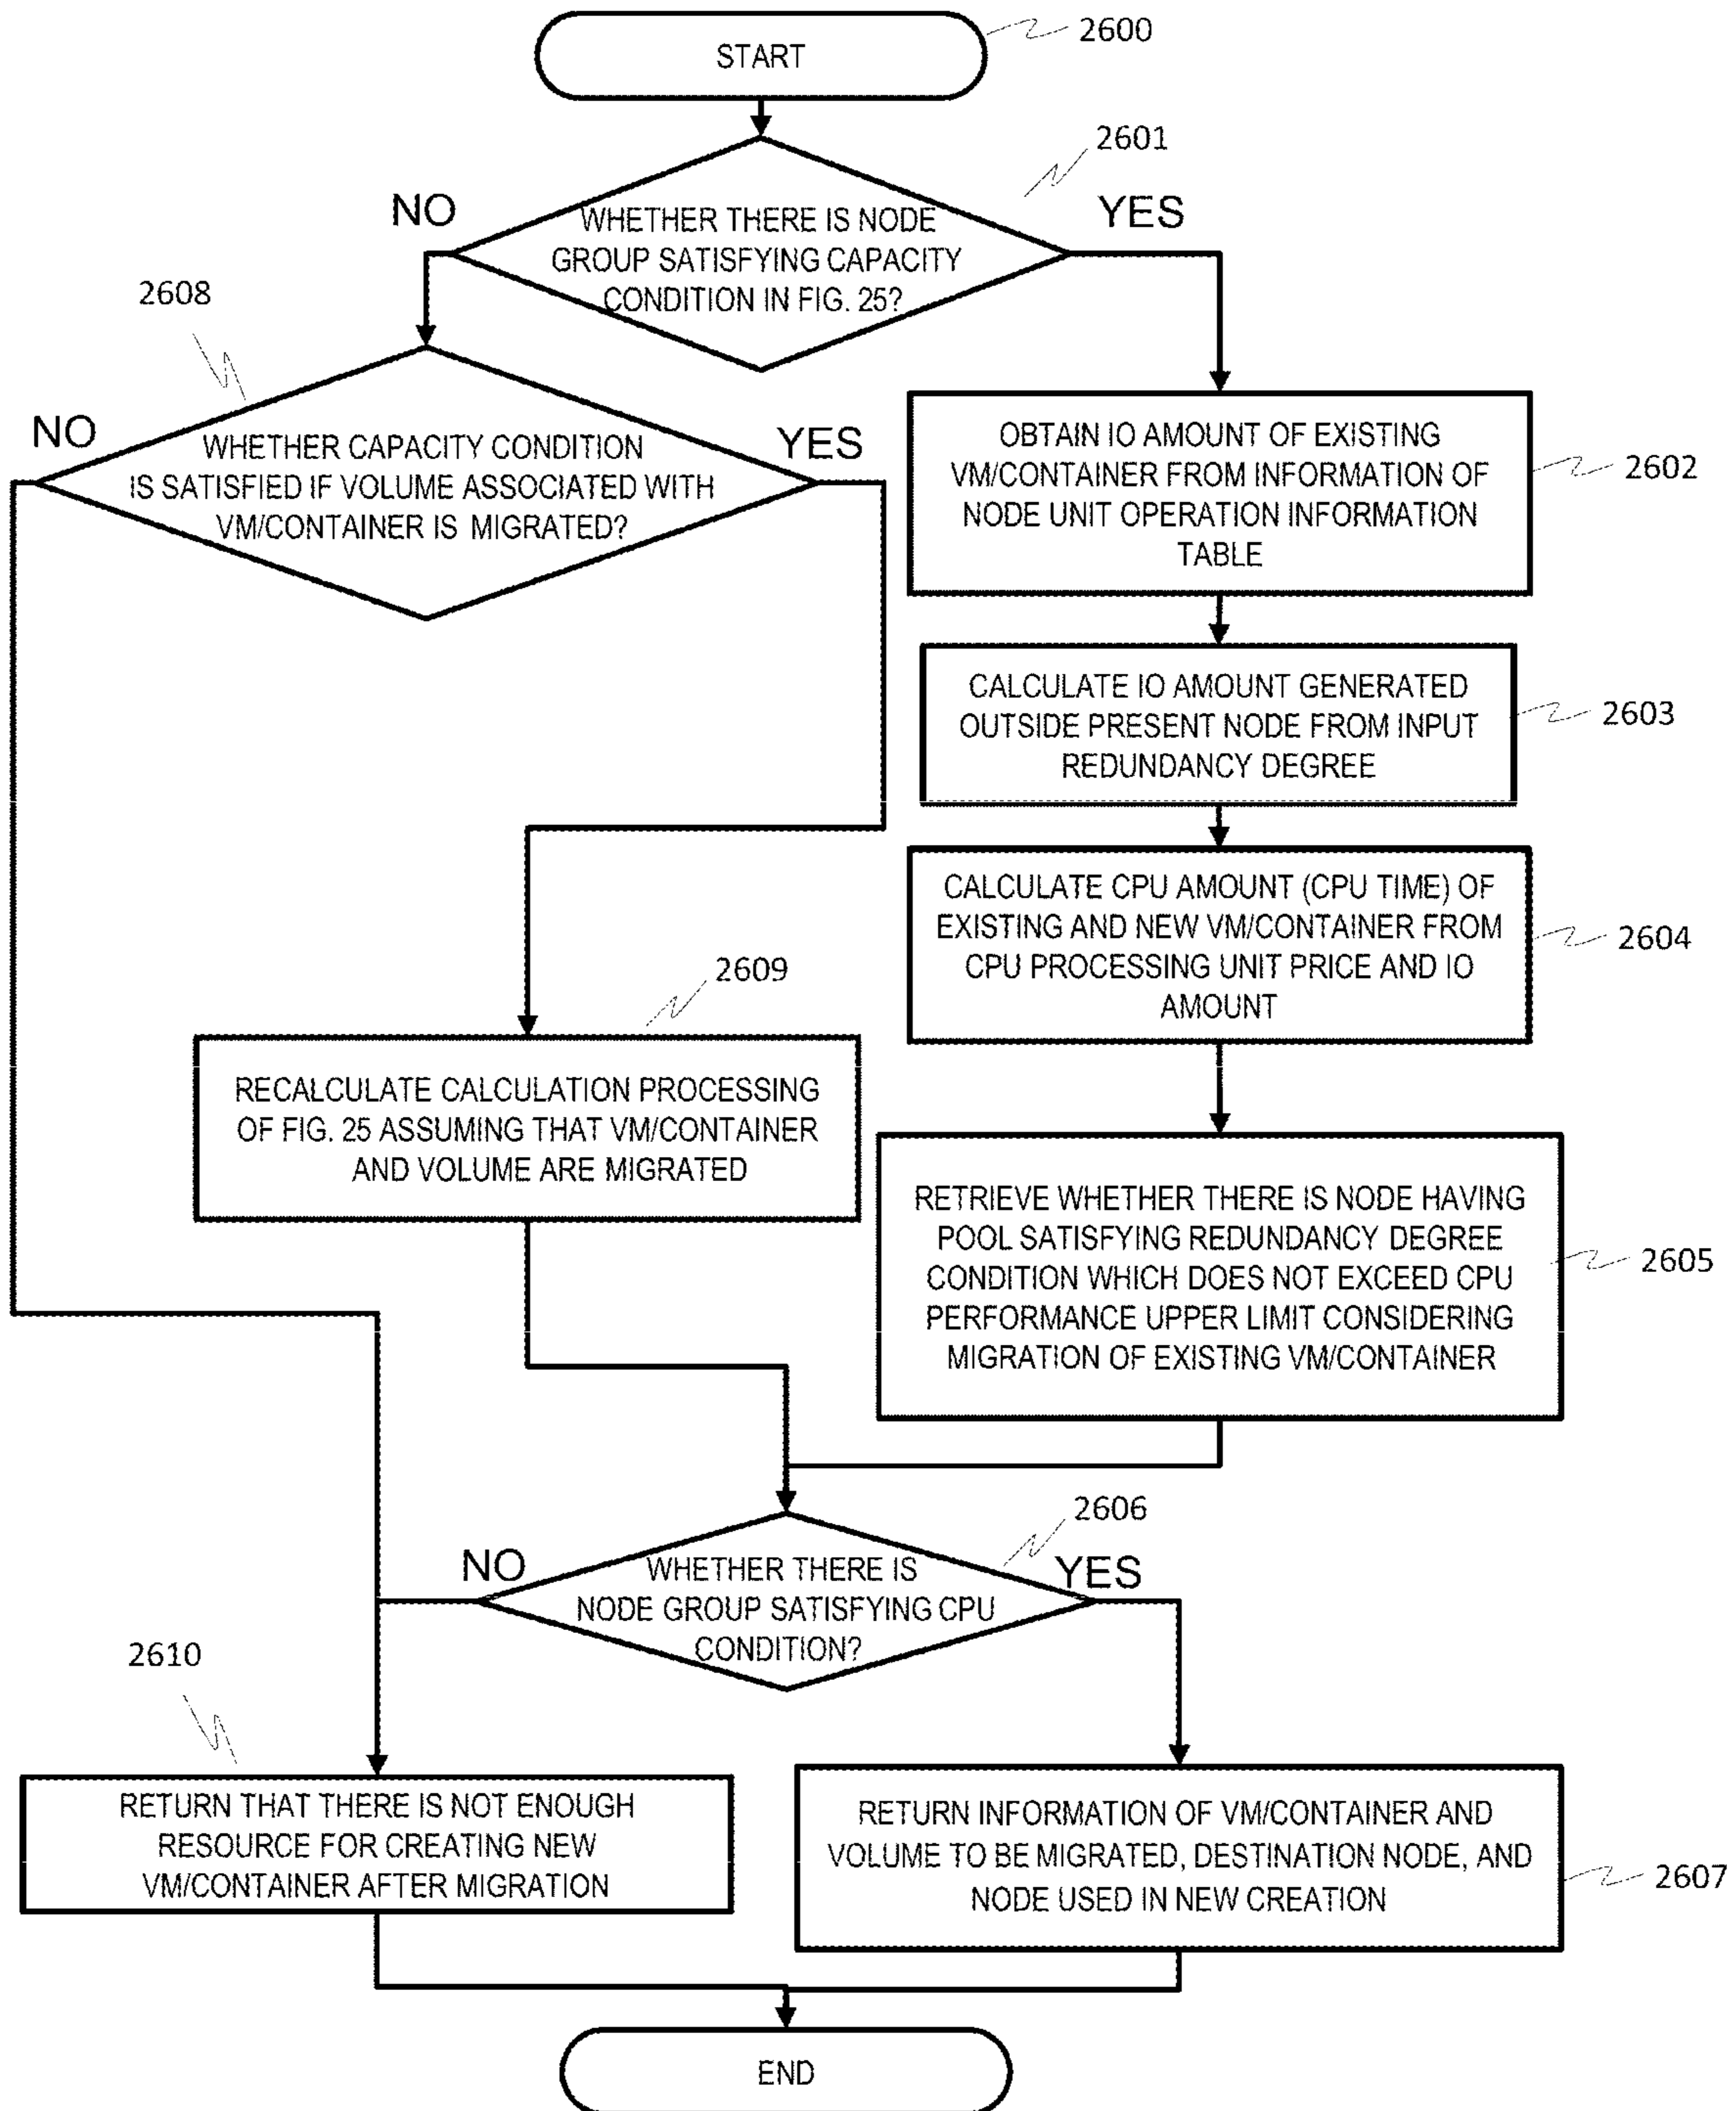 START
2600
2601
NO
YES
WHETHER THERE IS NODE
GROUP SATISFYING CAPACITY
CONDITION IN FIG. 25?
2608
NO
YES
WHETHER CAPACITY CONDITION
IS SATISFIED IF VOLUME ASSOCIATED WITH
VM/CONTAINER IS MIGRATED?
OBTAIN IO AMOUNT OF EXISTING
VM/CONTAINER FROM INFORMATION OF
NODE UNIT OPERATION INFORMATION
TABLE
2602
CALCULATE IO AMOUNT GENERATED
OUTSIDE PRESENT NODE FROM INPUT
REDUNDANCY DEGREE
2603
CALCULATE CPU AMOUNT (CPU TIME) OF
EXISTING AND NEW VM/CONTAINER FROM
CPU PROCESSING UNIT PRICE AND IO
AMOUNT
2604
2609
RECALCULATE CALCULATION PROCESSING
OF FIG. 25 ASSUMING THAT VM/CONTAINER
AND VOLUME ARE MIGRATED
RETRIEVE WHETHER THERE IS NODE HAVING
POOL SATISFYING REDUNDANCY DEGREE
CONDITION WHICH DOES NOT EXCEED CPU
PERFORMANCE UPPER LIMIT CONSIDERING
MIGRATION OF EXISTING VM/CONTAINER
2605
2606
NO
YES
WHETHER THERE IS
NODE GROUP SATISFYING CPU
CONDITION?
2610
RETURN THAT THERE IS NOT ENOUGH
RESOURCE FOR CREATING NEW
VM/CONTAINER AFTER MIGRATION
RETURN INFORMATION OF VM/CONTAINER AND
VOLUME TO BE MIGRATED, DESTINATION NODE, AND
NODE USED IN NEW CREATION
2607
END